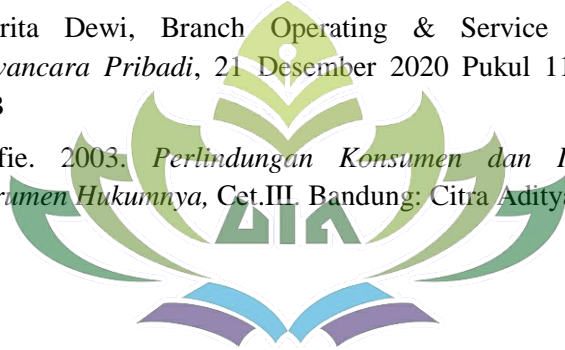 rita Dewi, Branch Operating & Service
vancara Pribadi, 21 Desember 2020 Pukul 11
fie. 2003. Perlindungan Konsumen dan
rumen Hukumnya, Cet.III. Bandung: Citra Aditya